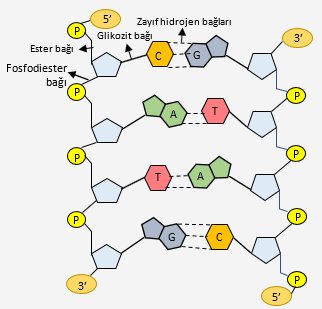 5'
Zayıf hidrojen bağları
P
Ester bağı
Glikozit bağı
3'
C
G
Fosfodiester
bağı
P
P
A
T
P
P
T
A
P
P
G
C
3'
P
5'